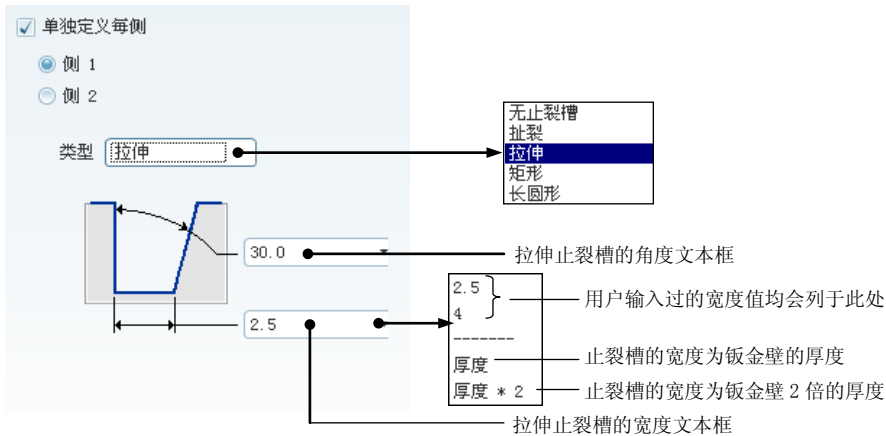 单独定义每侧
侧 1
侧 2
类型 拉伸
无止裂槽
扯裂
拉伸
矩形
长圆形
30.0
拉伸止裂槽的角度文本框
2.5
2.5
4
-------
厚度
厚度 * 2
用户输入过的宽度值均会列于此处
止裂槽的宽度为钣金壁的厚度
止裂槽的宽度为钣金壁 2 倍的厚度
拉伸止裂槽的宽度文本框